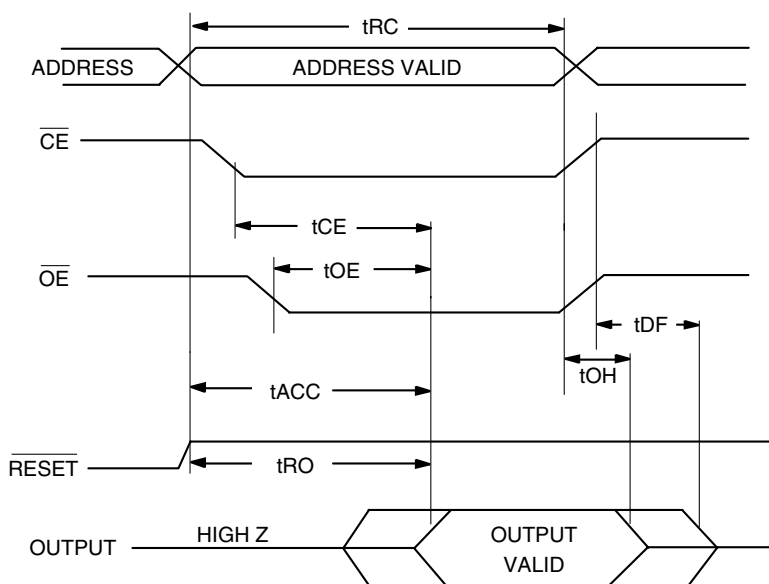 tRC
ADDRESS ADDRESS VALID
CE
tCE
OE tOE
tDF
tOH
tACC
RESET
tRO
OUTPUT HIGH Z OUTPUT
VALID